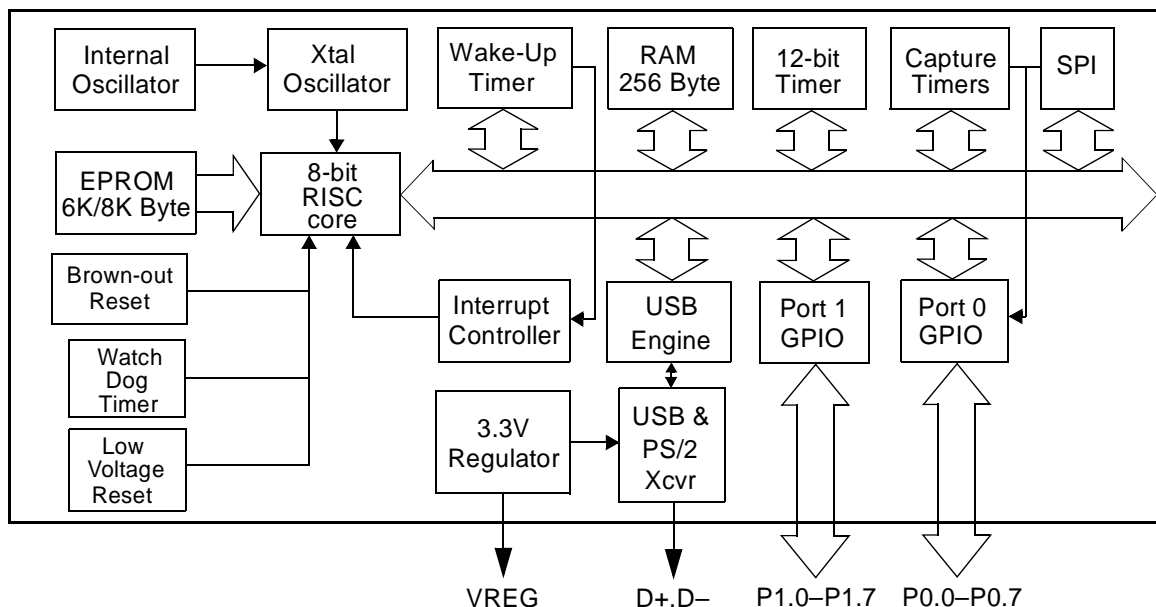 Internal
Oscillator
Xtal
Oscillator
Wake-Up
Timer
RAM
256 Byte
12-bit
Timer
Capture
Timers
SPI
EPROM
6K/8K Byte
8-bit
RISC
core
Brown-out
Reset
Interrupt
Controller
USB
Engine
Port 1
GPIO
Port 0
GPIO
Watch
Dog
Timer
3.3V
Regulator
USB &
PS/2
Xcvr
Low
Voltage
Reset
VREG
D+,D–
P1.0–P1.7
P0.0–P0.7